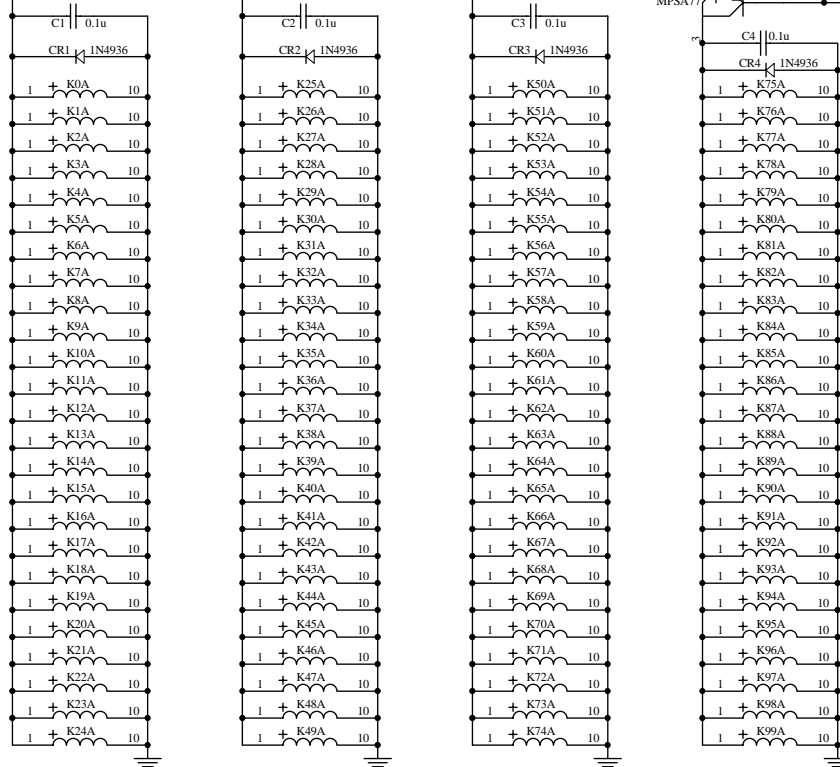 MPSA77
C1 0.1u
CR1 1N4936
1 + K0A 10
1 + K1A 10
1 + K2A 10
1 + K3A 10
1 + K4A 10
1 + K5A 10
1 + K6A 10
1 + K7A 10
1 + K8A 10
1 + K9A 10
1 + K10A 10
1 + K11A 10
1 + K12A 10
1 + K13A 10
1 + K14A 10
1 + K15A 10
1 + K16A 10
1 + K17A 10
1 + K18A 10
1 + K19A 10
1 + K20A 10
1 + K21A 10
1 + K22A 10
1 + K23A 10
1 + K24A 10
C2 0.1u
CR2 1N4936
1 + K25A 10
1 + K26A 10
1 + K27A 10
1 + K28A 10
1 + K29A 10
1 + K30A 10
1 + K31A 10
1 + K32A 10
1 + K33A 10
1 + K34A 10
1 + K35A 10
1 + K36A 10
1 + K37A 10
1 + K38A 10
1 + K39A 10
1 + K40A 10
1 + K41A 10
1 + K42A 10
1 + K43A 10
1 + K44A 10
1 + K45A 10
1 + K46A 10
1 + K47A 10
1 + K48A 10
1 + K49A 10
C3 0.1u
CR3 1N4936
1 + K50A 10
1 + K51A 10
1 + K52A 10
1 + K53A 10
1 + K54A 10
1 + K55A 10
1 + K56A 10
1 + K57A 10
1 + K58A 10
1 + K59A 10
1 + K60A 10
1 + K61A 10
1 + K62A 10
1 + K63A 10
1 + K64A 10
1 + K65A 10
1 + K66A 10
1 + K67A 10
1 + K68A 10
1 + K69A 10
1 + K70A 10
1 + K71A 10
1 + K72A 10
1 + K73A 10
1 + K74A 10
3
C4 0.1u
CR4 1N4936
1 + K75A 10
1 + K76A 10
1 + K77A 10
1 + K78A 10
1 + K79A 10
1 + K80A 10
1 + K81A 10
1 + K82A 10
1 + K83A 10
1 + K84A 10
1 + K85A 10
1 + K86A 10
1 + K87A 10
1 + K88A 10
1 + K89A 10
1 + K90A 10
1 + K91A 10
1 + K92A 10
1 + K93A 10
1 + K94A 10
1 + K95A 10
1 + K96A 10
1 + K97A 10
1 + K98A 10
1 + K99A 10